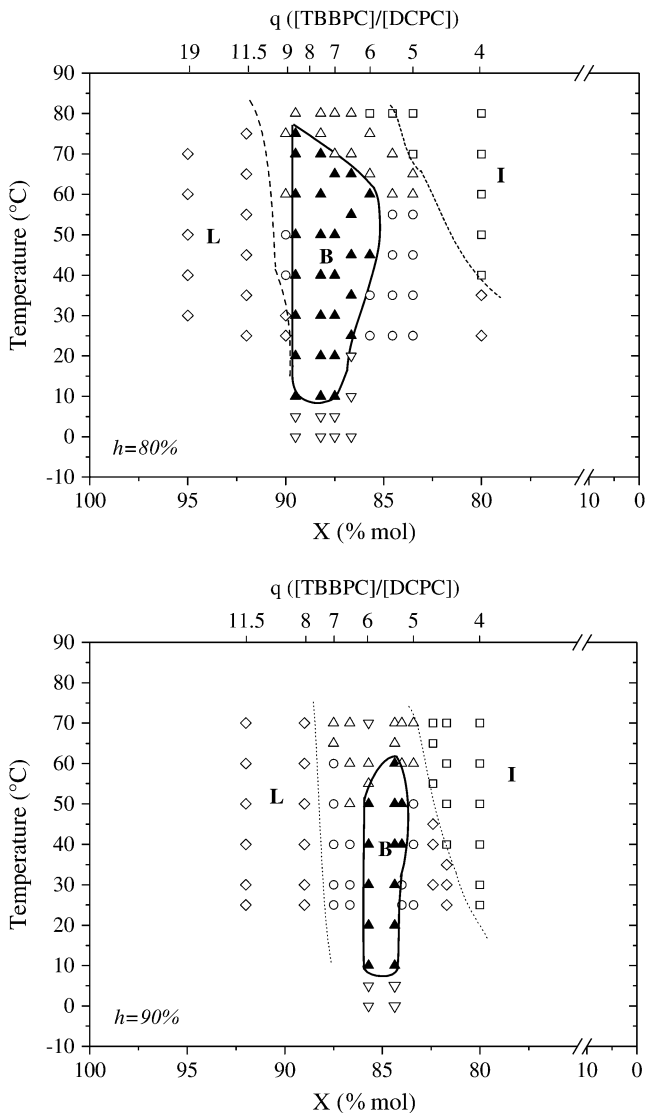 q ([TBBPC]/[DCPC])
19 11.5 9 8 7 6 5 4
90
80
70
60
50
40
30
20
10
0
-10
Temperature (°C)
L
B
I
h=80%
100 95 90 85 80 10 0
X (% mol)
q ([TBBPC]/[DCPC])
11.5 8 7 6 5 4
90
80
70
60
50
40
30
20
10
0
-10
Temperature (°C)
L
B
I
h=90%
100 95 90 85 80 10 0
X (% mol)